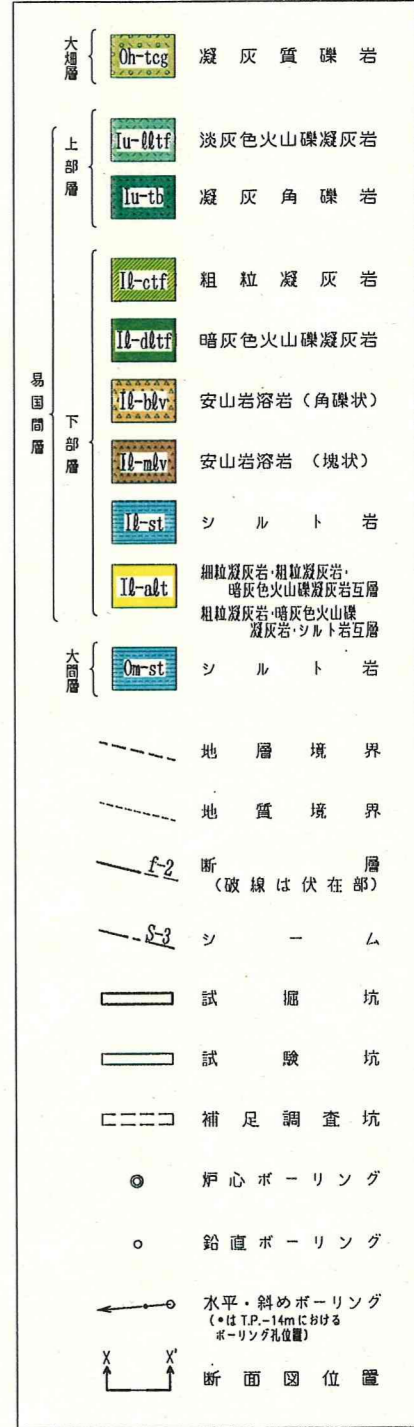 大畑層
Oh-tcg 凝灰質礫岩
易国間層
上部層
Iu-ℓℓtf 淡灰色火山礫凝灰岩
Iu-tb 凝灰角礫岩
下部層
Iℓ-ctf 粗粒凝灰岩
Iℓ-dℓtf 暗灰色火山礫凝灰岩
Iℓ-bℓv 安山岩溶岩(角礫状)
Iℓ-mℓv 安山岩溶岩(塊状)
Iℓ-st シルト岩
Iℓ-aℓt 細粒凝灰岩・粗粒凝灰岩・
暗灰色火山礫凝灰岩互層
粗粒凝灰岩・暗灰色火山礫
凝灰岩・シルト岩互層
大間層
Om-st シルト岩
地層境界
地質境界
f-2 断層
(破線は伏在部)
S-3 シーム
試掘坑
試験坑
補足調査坑
炉心ボーリング
鉛直ボーリング
水平・斜めボーリング
(•は T.P.-14mにおける
ボーリング孔位置)
X X' 断面図位置